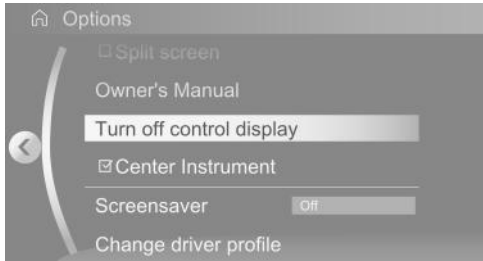 Options
Split screen
Owner's Manual
Turn off control display
Center Instrument
Screensaver Off
Change driver profile